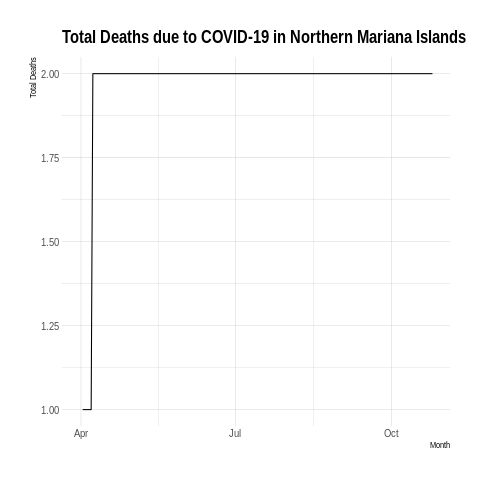 Total Deaths due to COVID-19 in Northern Mariana Islands
Total Deaths
2.00
1.75
1.50
1.25
1.00
Apr Jul Oct
Month